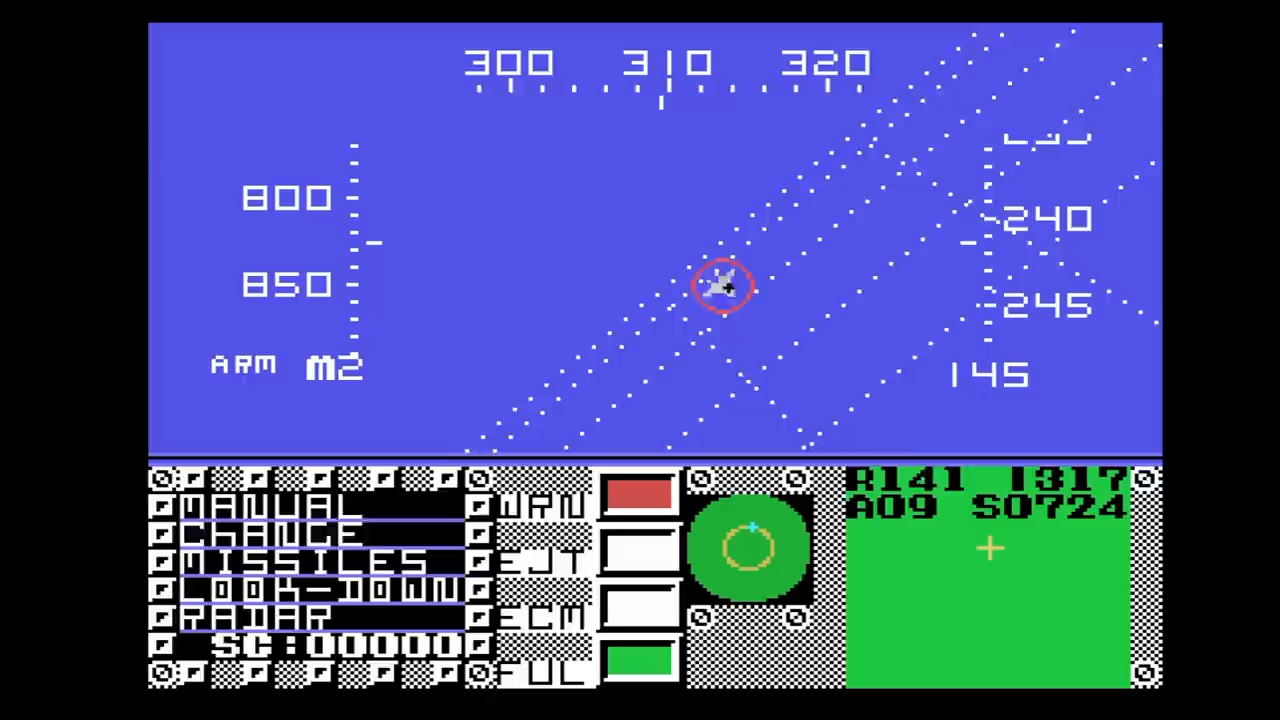 300 310 320
800 240
850 245
ARM M2 145
MANUAL
CHANGE
MISSILES
LOOK-DOWN
RADAR
SC:00000
WRN
EJT
ECM
FUL
R141 I317
A09 S0724